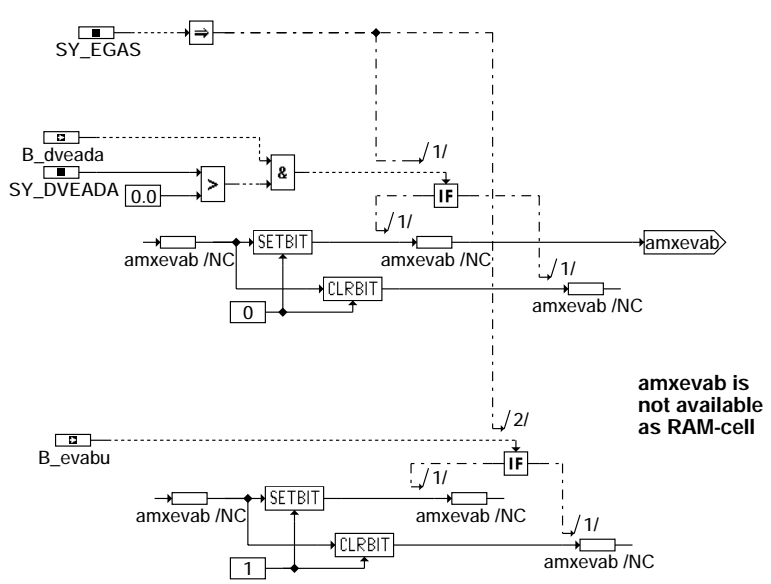 SY_EGAS
⇒
/1/
B_dveada
SY_DVEADA
0.0
>
&
IF
/1/
amxevab /NC
SETBIT
amxevab /NC
amxevab
/1/
CLRBIT
amxevab /NC
0
amxevab is
not available
as RAM-cell
/2/
B_evabu
IF
/1/
amxevab /NC
SETBIT
amxevab /NC
/1/
CLRBIT
amxevab /NC
1